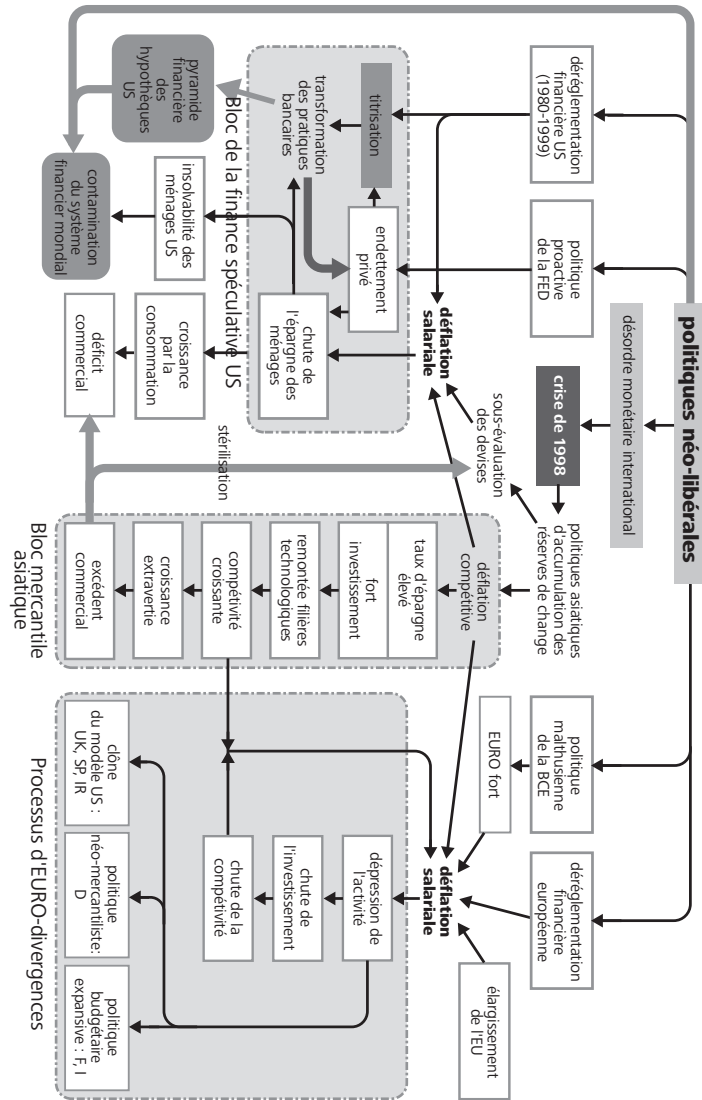 politiques néo-libérales
désordre monétaire international
crise de 1998
déréglementation
financière US
(1980-1999)
politique
proactive
de la FED
politiques asiatiques
d'accumulation des
réserves de change
politique
malthusienne
de la BCE
déréglementation
financière
européenne
sous-évaluation
des devises
EURO fort
élargissement
de l'EU
déflation
salariale
déflation
compétitive
déflation
salariale
titrisation
endettement
privé
transformation
des pratiques
bancaires
chute de
l'épargne des
ménages
Bloc de la finance spéculative US
pyramide
financière
des
hypothèques
US
insolvabilité des
ménages US
croissance
par la
consommation
contamination
du système
financier mondial
déficit
commercial
stérilisation
taux d'épargne
élevé
fort
investissement
remontée filières
technologiques
compétivité
croissante
croissance
extravertie
excédent
commercial
Bloc mercantile
asiatique
dépression de
l'activité
chute de
l'investissement
chute de la
compétivité
clône
du modèle US :
UK, SP, IR
politique
néo-mercantiliste:
D
politique
budgétaire
expansive : F, I
Processus d'EURO-divergences